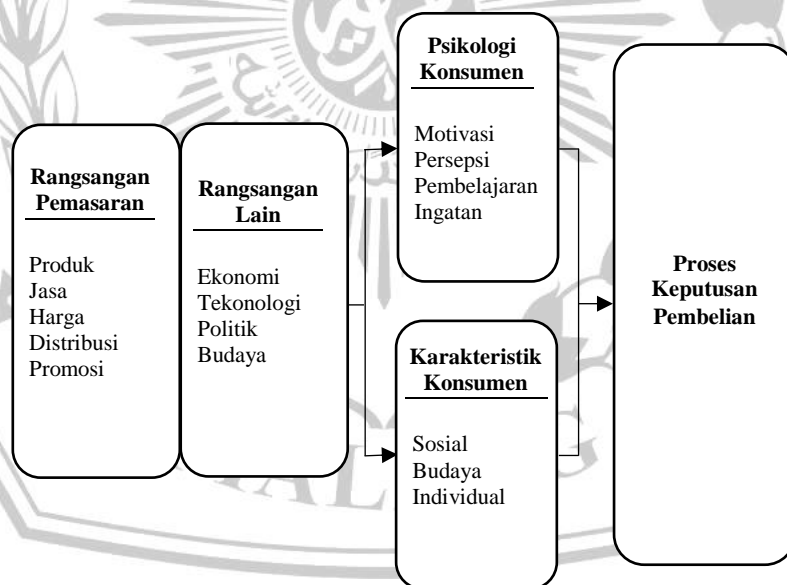 Rangsangan
Pemasaran
Produk
Jasa
Harga
Distribusi
Promosi
Rangsangan
Lain
Ekonomi
Tekonologi
Politik
Budaya
Psikologi
Konsumen
Motivasi
Persepsi
Pembelajaran
Ingatan
Karakteristik
Konsumen
Sosial
Budaya
Individual
Proses
Keputusan
Pembelian